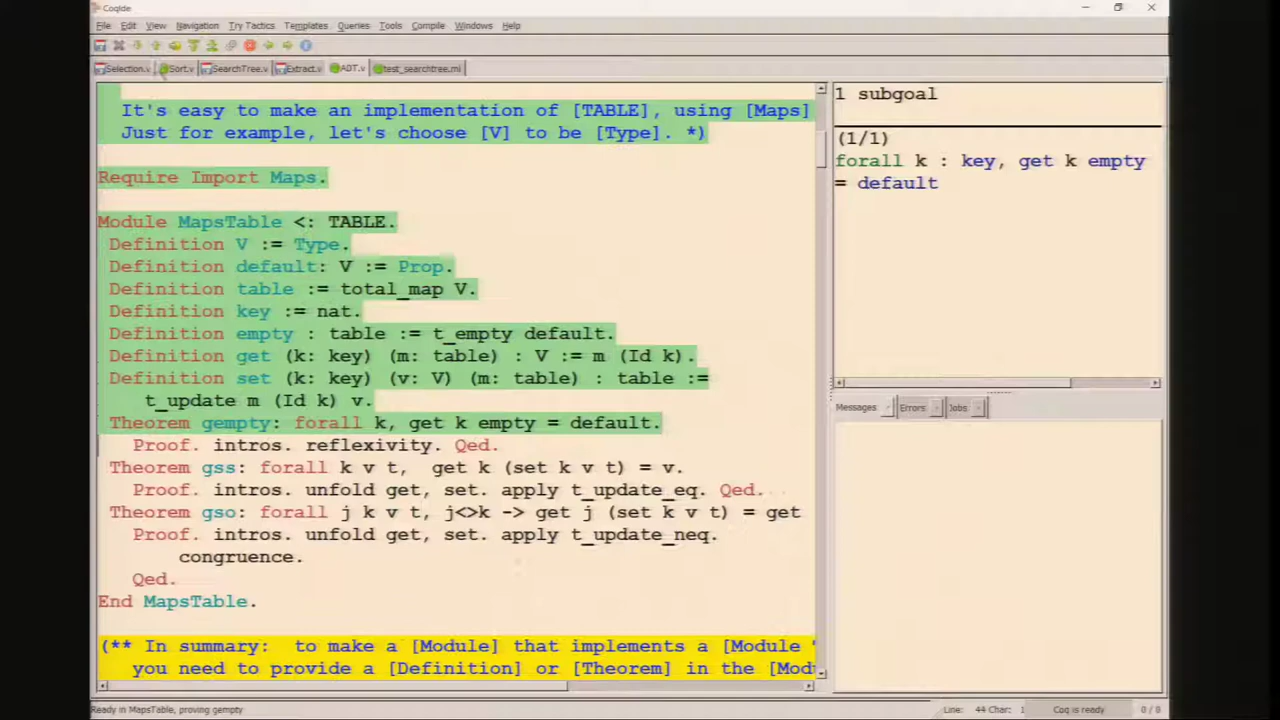 CoqIde
File Edit View Navigation Try Tactics Templates Queries Tools Compile Windows Help
Selection.v Sort.v SearchTree.v Extract.v ADT.v test_searchtree.ml
It's easy to make an implementation of [TABLE], using [Maps]
Just for example, let's choose [V] to be [Type]. *)
Require Import Maps.
Module MapsTable <: TABLE.
Definition V := Type.
Definition default: V := Prop.
Definition table := total_map V.
Definition key := nat.
Definition empty : table := t_empty default.
Definition get (k: key) (m: table) : V := m (Id k).
Definition set (k: key) (v: V) (m: table) : table :=
t_update m (Id k) v.
Theorem gempty: forall k, get k empty = default.
Proof. intros. reflexivity. Qed.
Theorem gss: forall k v t, get k (set k v t) = v.
Proof. intros. unfold get, set. apply t_update_eq. Qed.
Theorem gso: forall j k v t, j<>k -> get j (set k v t) = get
Proof. intros. unfold get, set. apply t_update_neq.
congruence.
Qed.
End MapsTable.
(** In summary: to make a [Module] that implements a [Module
you need to provide a [Definition] or [Theorem] in the [Mod
1 subgoal
(1/1)
forall k : key, get k empty
= default
Messages Errors Jobs
Ready in MapsTable, proving gempty
Line: 44 Char: 1 Coq is ready 0 / 0